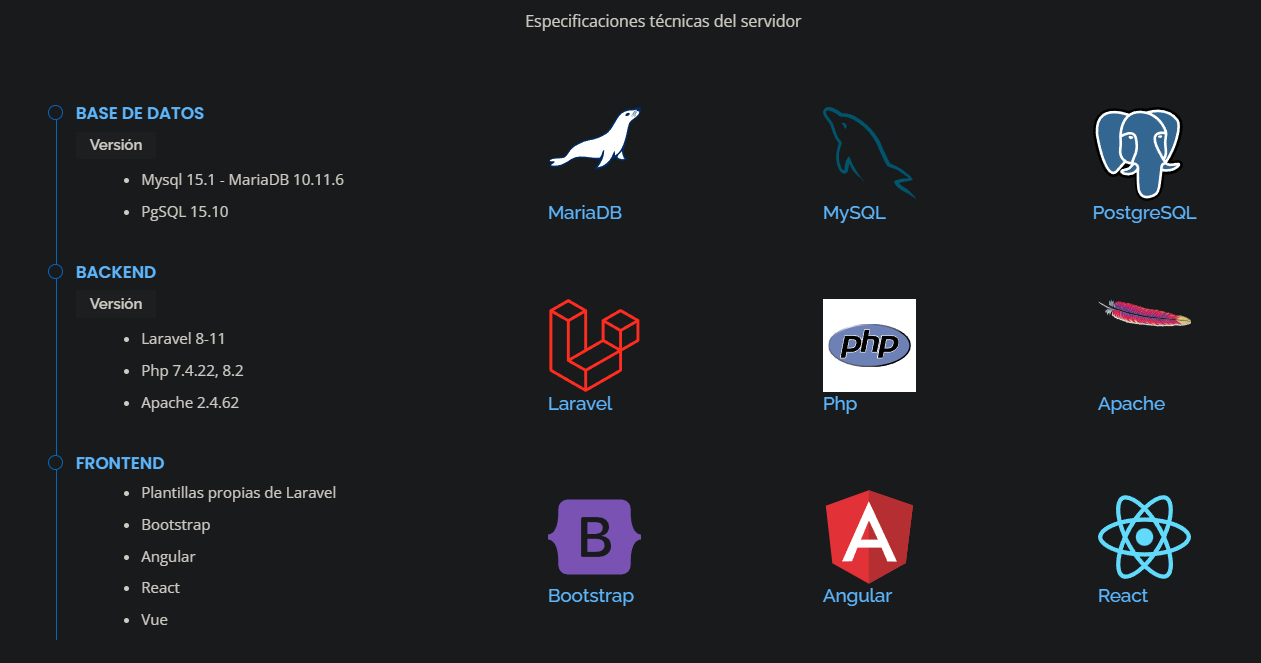 Especificaciones técnicas del servidor
BASE DE DATOS
Versión
Mysql 15.1 - MariaDB 10.11.6
PgSQL 15.10
MariaDB
MySQL
PostgreSQL
BACKEND
Versión
Laravel 8-11
Php 7.4.22, 8.2
Apache 2.4.62
php
Laravel
Php
Apache
FRONTEND
Plantillas propias de Laravel
Bootstrap
Angular
React
Vue
B
A
Bootstrap
Angular
React